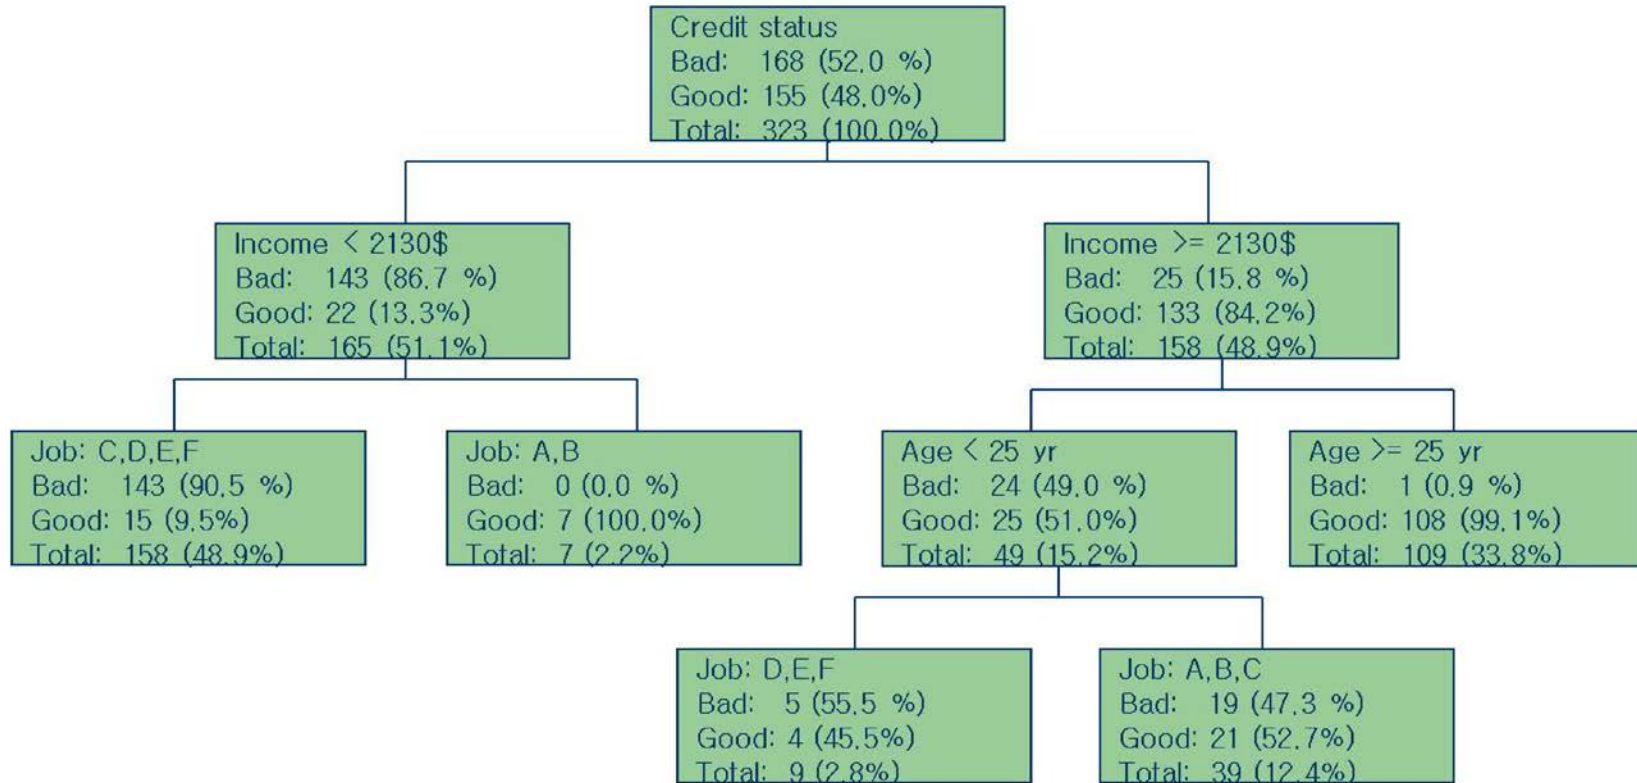 Credit status
Bad: 168 (52.0 %)
Good: 155 (48.0%)
Total: 323 (100.0%)
Income < 2130$
Bad: 143 (86.7 %)
Good: 22 (13.3%)
Total: 165 (51.1%)
Income >= 2130$
Bad: 25 (15.8 %)
Good: 133 (84.2%)
Total: 158 (48.9%)
Job: C,D,E,F
Bad: 143 (90.5 %)
Good: 15 (9.5%)
Total: 158 (48.9%)
Job: A,B
Bad: 0 (0.0 %)
Good: 7 (100.0%)
Total: 7 (2.2%)
Age < 25 yr
Bad: 24 (49.0 %)
Good: 25 (51.0%)
Total: 49 (15.2%)
Age >= 25 yr
Bad: 1 (0.9 %)
Good: 108 (99.1%)
Total: 109 (33.8%)
Job: D,E,F
Bad: 5 (55.5 %)
Good: 4 (45.5%)
Total: 9 (2.8%)
Job: A,B,C
Bad: 19 (47.3 %)
Good: 21 (52.7%)
Total: 39 (12.4%)